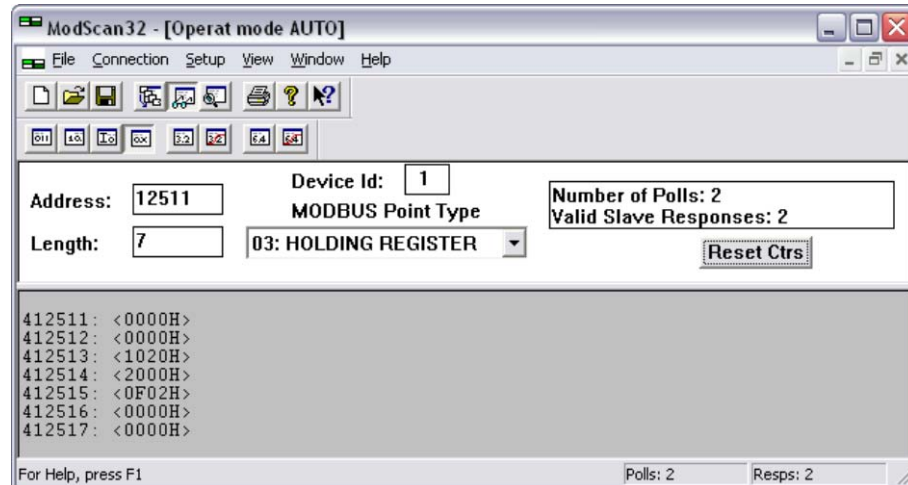 ModScan32 - [Operat mode AUTO]
File Connection Setup View Window Help
Address: 12511
Device Id: 1
MODBUS Point Type
Length: 7
03: HOLDING REGISTER
Number of Polls: 2
Valid Slave Responses: 2
Reset Ctrs
412511: <0000H>
412512: <0000H>
412513: <1020H>
412514: <2000H>
412515: <0F02H>
412516: <0000H>
412517: <0000H>
For Help, press F1
Polls: 2
Resps: 2